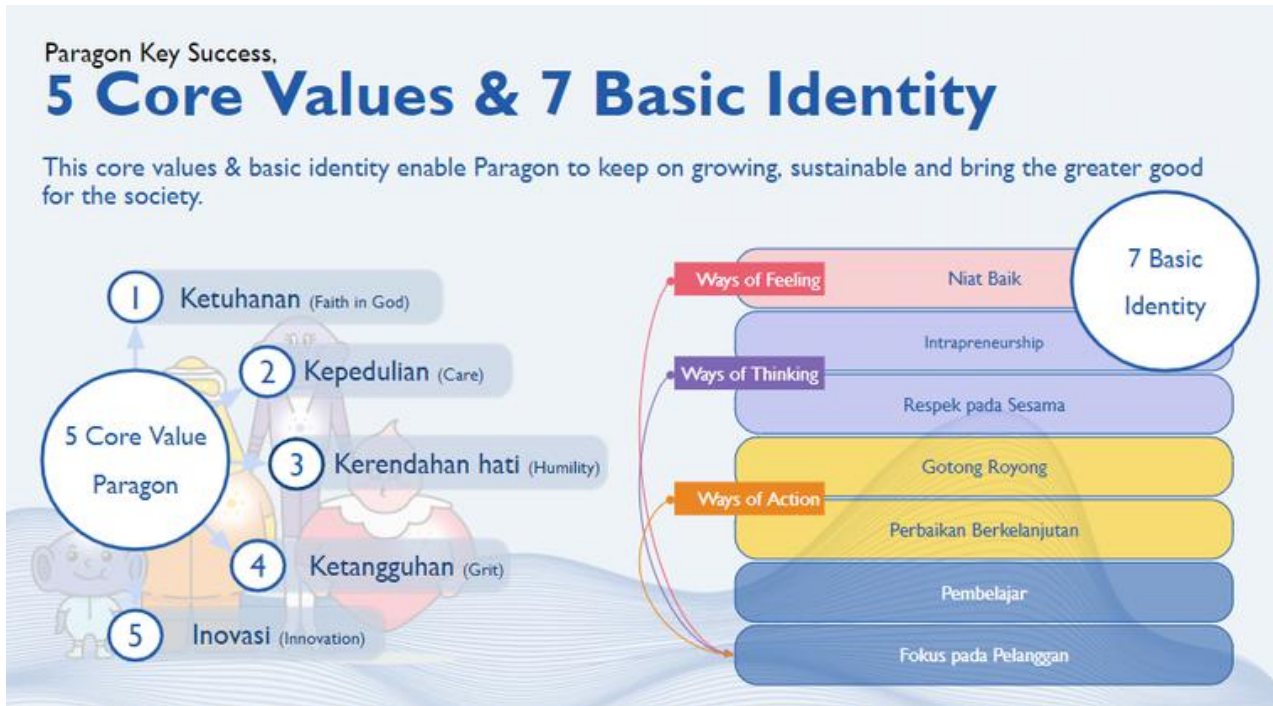 Paragon Key Success,
5 Core Values & 7 Basic Identity
This core values & basic identity enable Paragon to keep on growing, sustainable and bring the greater good
for the society.
5 Core Value
Paragon
1 Ketuhanan (Faith in God)
2 Kepedulian (Care)
3 Kerendahan hati (Humility)
4 Ketangguhan (Grit)
5 Inovasi (Innovation)
7 Basic
Identity
Ways of Feeling
Niat Baik
Intrapreneurship
Ways of Thinking
Respek pada Sesama
Gotong Royong
Ways of Action
Perbaikan Berkelanjutan
Pembelajar
Fokus pada Pelanggan